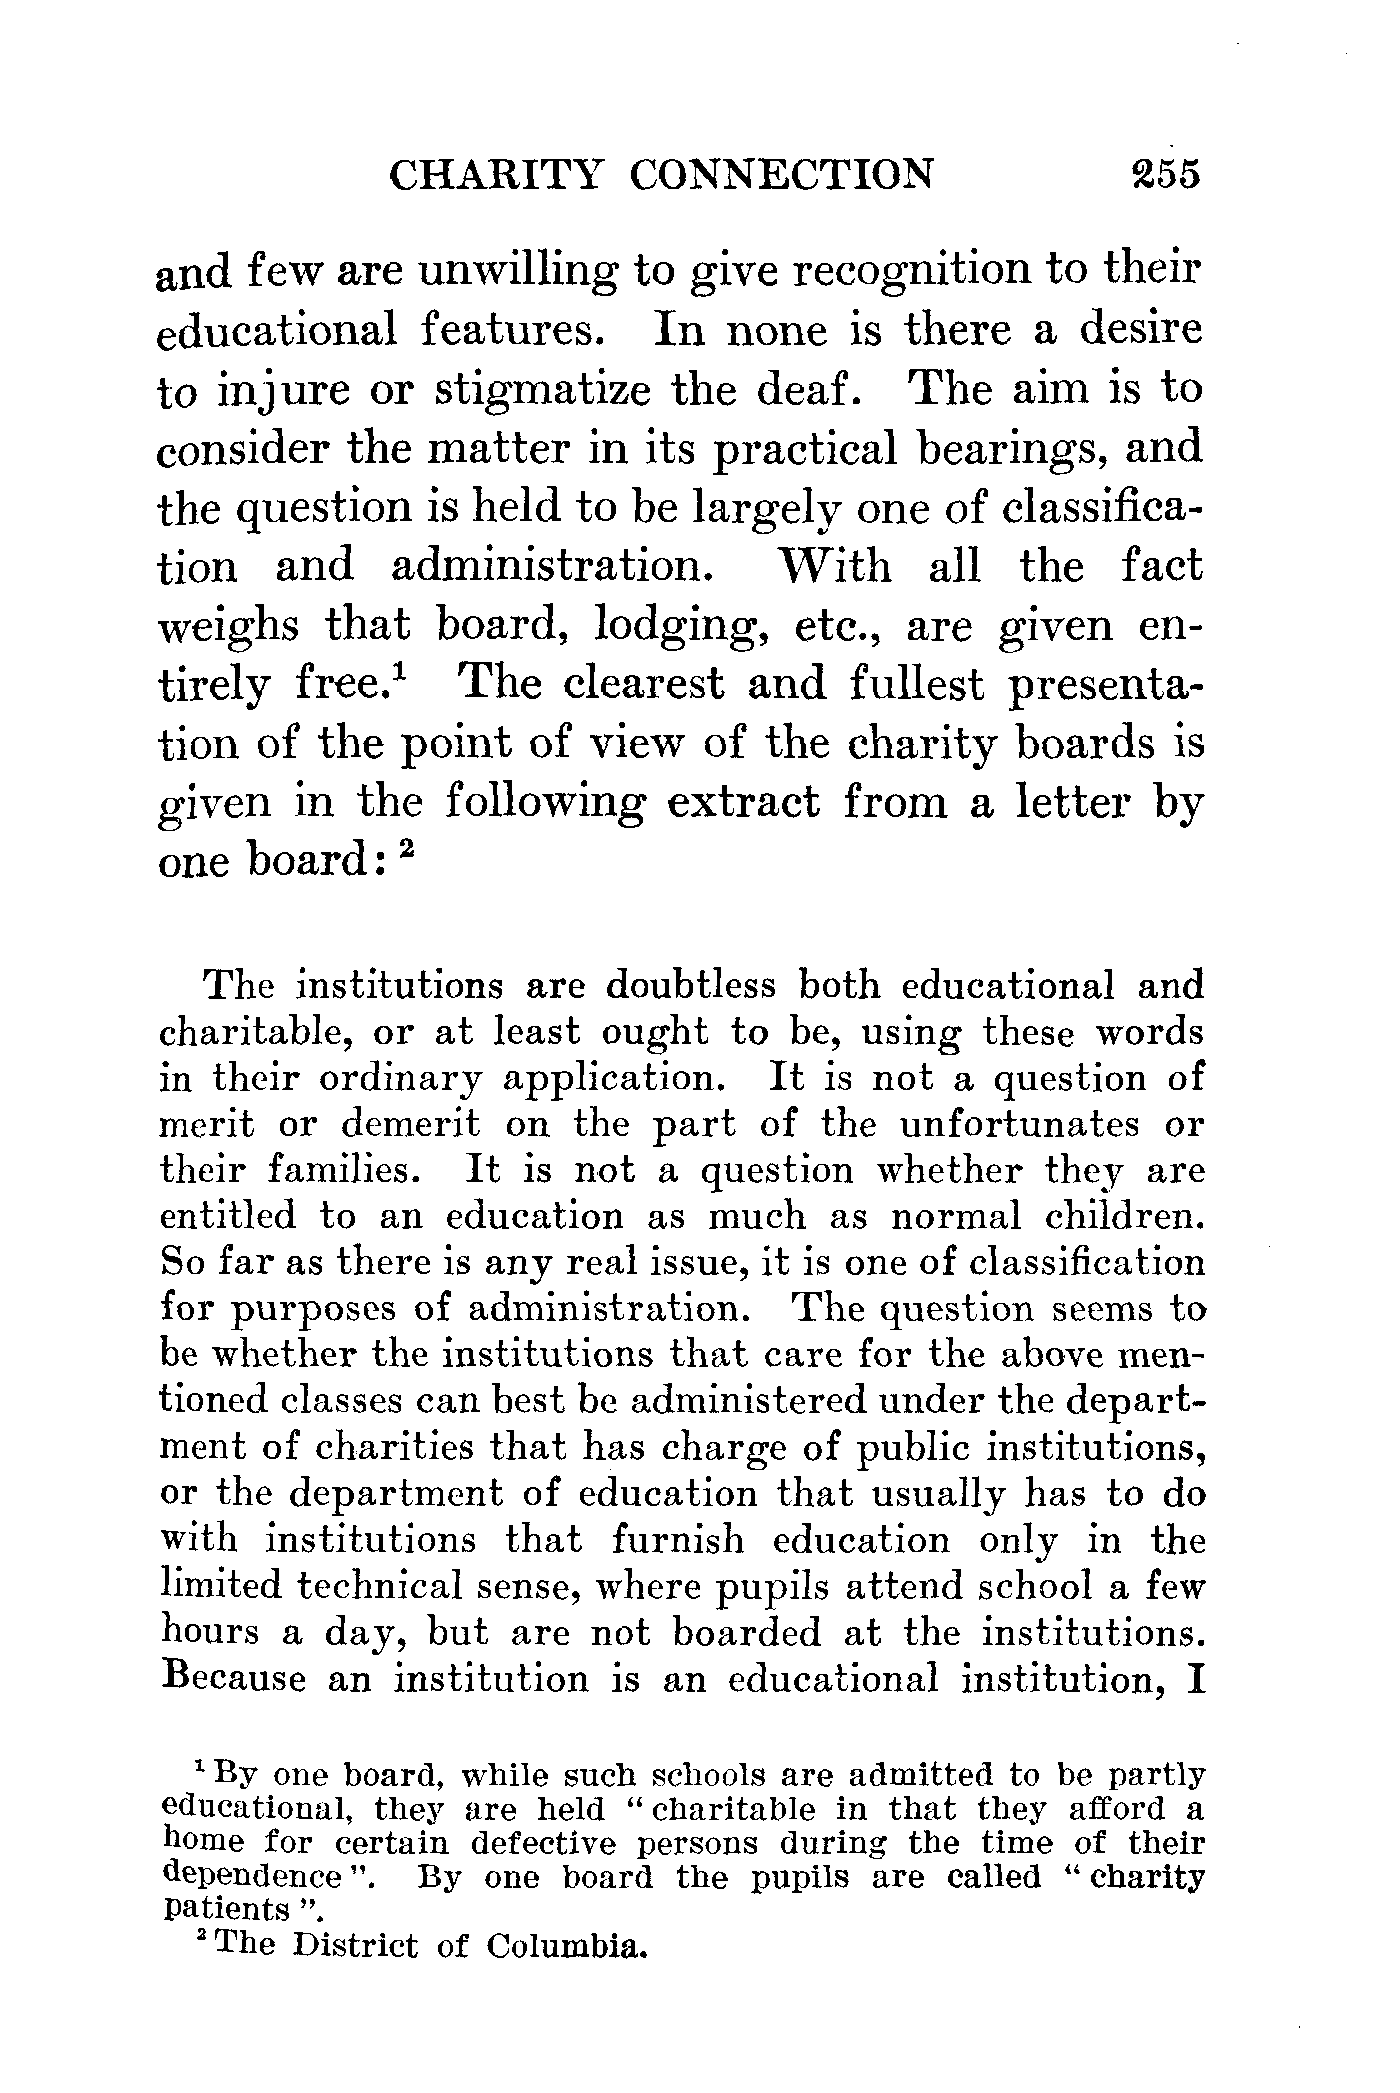 CHARITY CONNECTION 255
and few are unwilling to give recognition to their
educational features. In none is there a desire
to injure or stigmatize the deaf. The aim is to
consider the matter in its practical bearings, and
the question is held to be largely one of classifica-
tion and administration. With all the fact
weighs that board, lodging, etc., are given en-
tirely free.¹ The clearest and fullest presenta-
tion of the point of view of the charity boards is
given in the following extract from a letter by
one board: ²
The institutions are doubtless both educational and
charitable, or at least ought to be, using these words
in their ordinary application. It is not a question of
merit or demerit on the part of the unfortunates or
their families. It is not a question whether they are
entitled to an education as much as normal children.
So far as there is any real issue, it is one of classification
for purposes of administration. The question seems to
be whether the institutions that care for the above men-
tioned classes can best be administered under the depart-
ment of charities that has charge of public institutions,
or the department of education that usually has to do
with institutions that furnish education only in the
limited technical sense, where pupils attend school a few
hours a day, but are not boarded at the institutions.
Because an institution is an educational institution, I
¹ By one board, while such schools are admitted to be partly
educational, they are held " charitable in that they afford a
home for certain defective persons during the time of their
dependence ". By one board the pupils are called " charity
patients ".
² The District of Columbia.